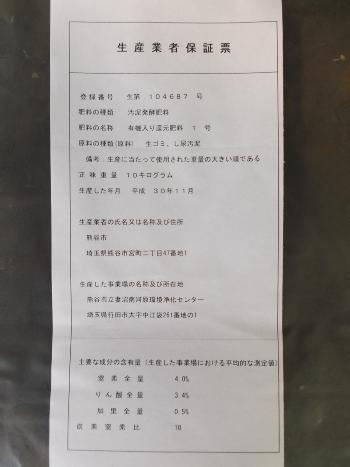 生産業者保証票
登録番号 生第 104687 号
肥料の種類 汚泥発酵肥料
肥料の名称 有機入り還元肥料 1 号
原料の種類(原料) 生ゴミ、し尿汚泥
備考：生産に当たって使用された重量の大きい順である
正味重量 10キログラム
生産した年月 平成 30年11月
生産業者の氏名又は名称及び住所
熊谷市
埼玉県熊谷市宮町二丁目47番地1
生産した事業場の名称及び所在地
熊谷市立妻沼南河原環境浄化センター
埼玉県行田市大字中江袋261番地の1
主要な成分の含有量（生産した事業場における平均的な測定値）
窒素全量 4.0%
りん酸全量 3.4%
加里全量 0.5%
炭素窒素比 10